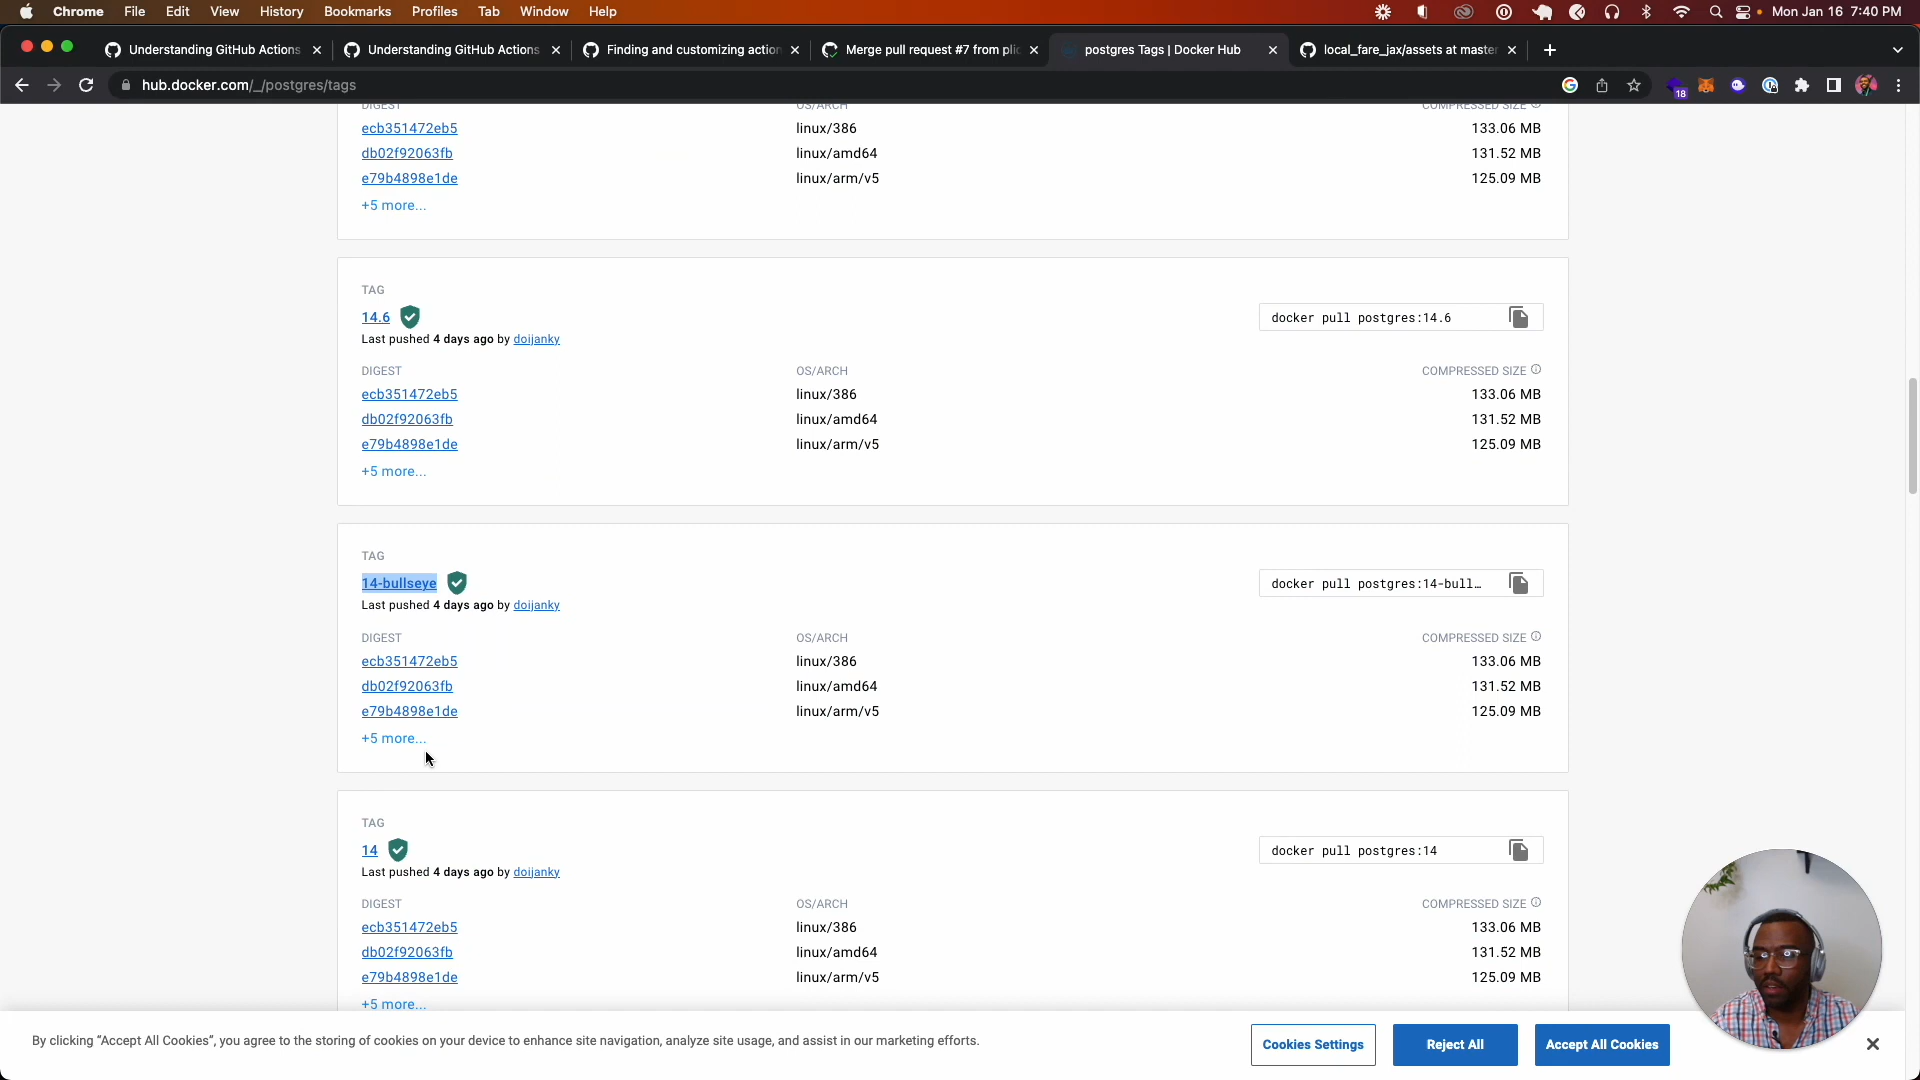 Chrome File Edit View History Bookmarks Profiles Tab Window Help Mon Jan 16 7:40 PM
Understanding GitHub Actions Understanding GitHub Actions Finding and customizing action Merge pull request #7 from plic postgres Tags | Docker Hub local_fare_jax/assets at master
hub.docker.com/_/postgres/tags 18
DIGEST OS/ARCH COMPRESSED SIZE
ecb351472eb5 linux/386 133.06 MB
db02f92063fb linux/amd64 131.52 MB
e79b4898e1de linux/arm/v5 125.09 MB
+5 more...
TAG
14.6 docker pull postgres:14.6
Last pushed 4 days ago by doijanky
DIGEST OS/ARCH COMPRESSED SIZE
ecb351472eb5 linux/386 133.06 MB
db02f92063fb linux/amd64 131.52 MB
e79b4898e1de linux/arm/v5 125.09 MB
+5 more...
TAG
14-bullseye docker pull postgres:14-bull…
Last pushed 4 days ago by doijanky
DIGEST OS/ARCH COMPRESSED SIZE
ecb351472eb5 linux/386 133.06 MB
db02f92063fb linux/amd64 131.52 MB
e79b4898e1de linux/arm/v5 125.09 MB
+5 more...
TAG
14 docker pull postgres:14
Last pushed 4 days ago by doijanky
DIGEST OS/ARCH COMPRESSED SIZE
ecb351472eb5 linux/386 133.06 MB
db02f92063fb linux/amd64 131.52 MB
e79b4898e1de linux/arm/v5 125.09 MB
+5 more...
By clicking “Accept All Cookies”, you agree to the storing of cookies on your device to enhance site navigation, analyze site usage, and assist in our marketing efforts. Cookies Settings Reject All Accept All Cookies